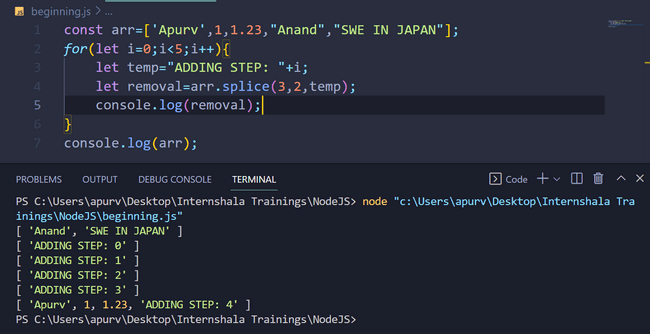 JS beginning.js > ...
1 const arr=['Apurv',1,1.23,"Anand","SWE IN JAPAN"];
2 for(let i=0;i<5;i++){
3 let temp="ADDING STEP: "+i;
4 let removal=arr.splice(3,2,temp);
5 console.log(removal);
6 }
7 console.log(arr);
PROBLEMS OUTPUT DEBUG CONSOLE TERMINAL Code
PS C:\Users\apurv\Desktop\Internshala Trainings\NodeJS> node "c:\Users\apurv\Desktop\Internshala Tra
inings\NodeJS\beginning.js"
[ 'Anand', 'SWE IN JAPAN' ]
[ 'ADDING STEP: 0' ]
[ 'ADDING STEP: 1' ]
[ 'ADDING STEP: 2' ]
[ 'ADDING STEP: 3' ]
[ 'Apurv', 1, 1.23, 'ADDING STEP: 4' ]
PS C:\Users\apurv\Desktop\Internshala Trainings\NodeJS>